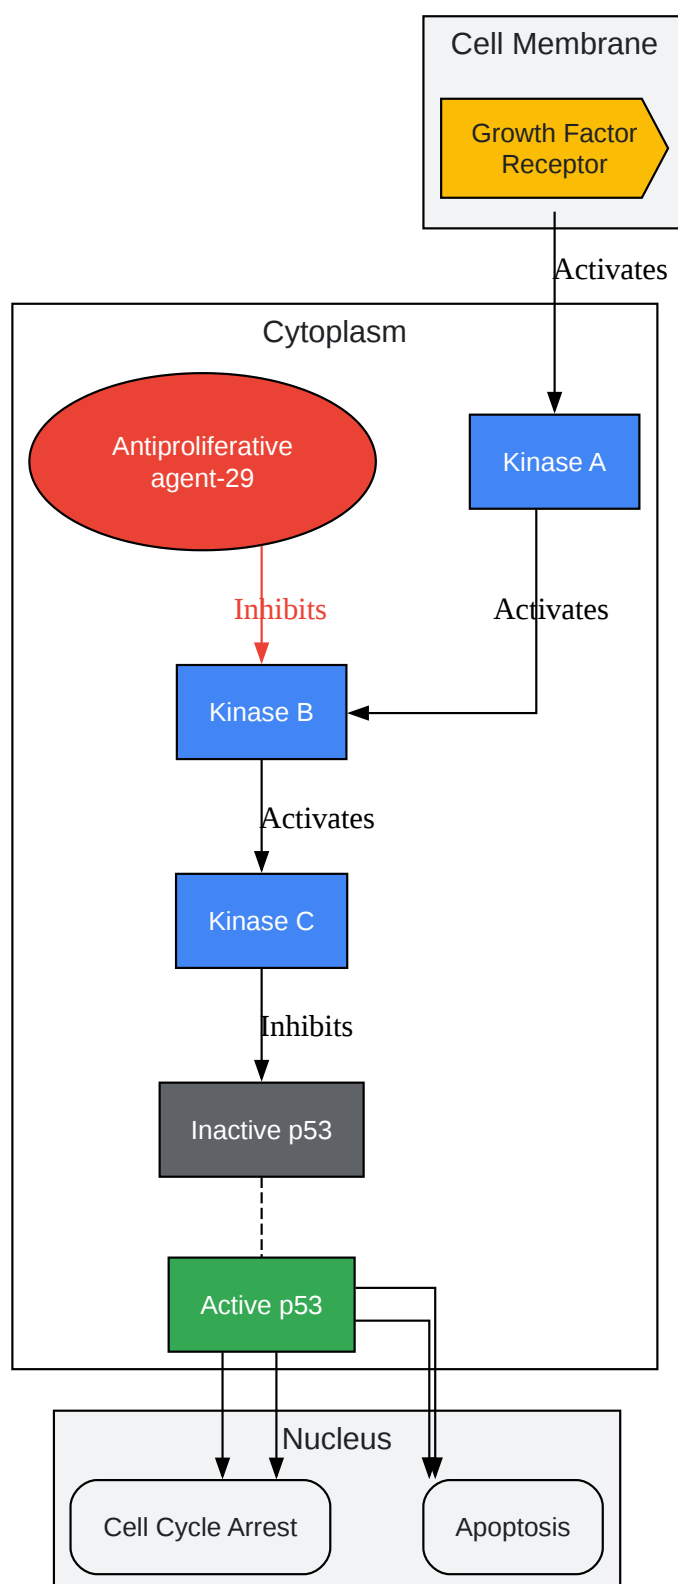 Cell Membrane
Growth Factor
Receptor
Activates
Cytoplasm
Antiproliferative
agent-29
Kinase A
Inhibits
Activates
Kinase B
Activates
Kinase C
Inhibits
Inactive p53
Active p53
Nucleus
Cell Cycle Arrest
Apoptosis